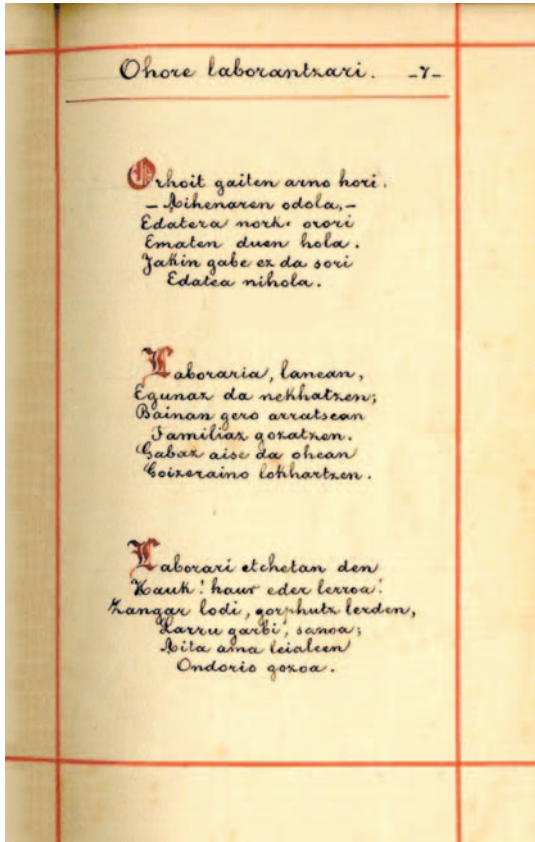 Ohore laborantzari. -7-
Orhoit gaiten arno hori.
- Aihenaren odola, -
Edatera nork orori
Ematen duen hola.
Jakin gabe ez da sori
Edatea nihola.
Laboraria, lanean,
Egunaz da nekhatzen;
Bainan gero arratsean
Familiaz gozatzen.
Gabaz aise da ohean
Goizeraino lokhartzen.
Laborari etchetan den
Hauk! haur eder lerroa!
Zangar lodi, gorphutz lerden,
Larru garbi, sanoa;
Aita ama leialeen
Ondorio gozoa.